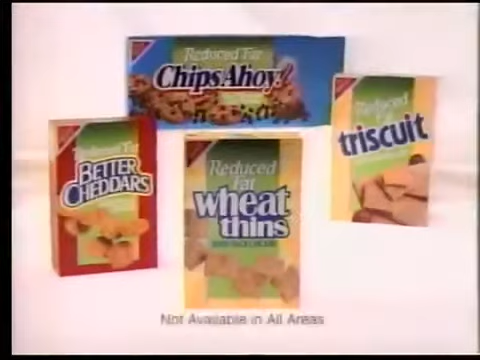 Reduced Fat
Chips Ahoy!
Reduced
Fat
triscuit
Reduced Fat
BETTER
CHEDDARS
Reduced
Fat
wheat
thins
Not Available in All Areas